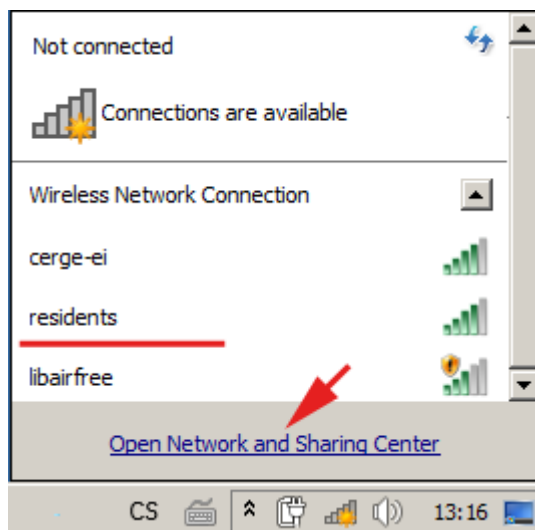 Not connected
Connections are available
Wireless Network Connection
cerge-ei
residents
libairfree
Open Network and Sharing Center
CS
13:16